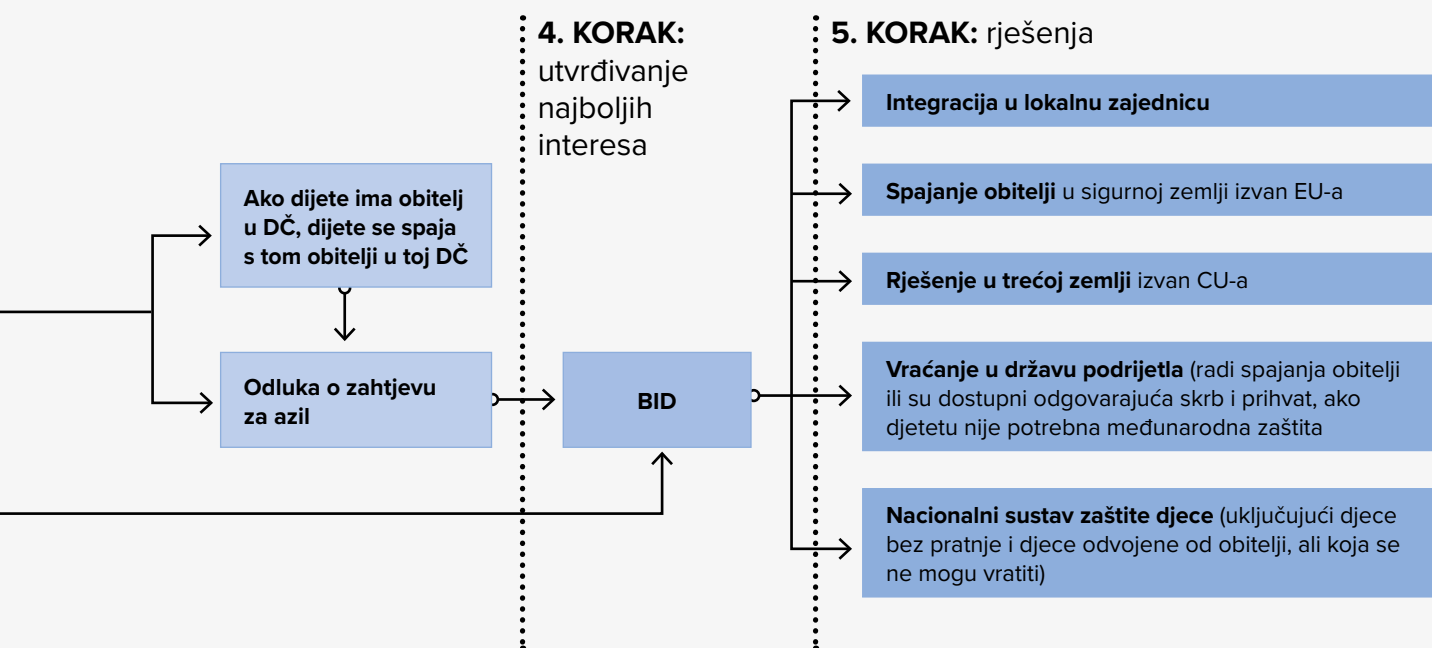 Ako dijete ima obitelj
u DČ, dijete se spaja
s tom obitelji u toj DČ
Odluka o zahtjevu
za azil
4. KORAK:
utvrđivanje
najboljih
interesa
BID
5. KORAK: rješenja
Integracija u lokalnu zajednicu
Spajanje obitelji u sigurnoj zemlji izvan EU-a
Rješenje u trećoj zemlji izvan CU-a
Vraćanje u državu podrijetla (radi spajanja obitelji
ili su dostupni odgovarajuća skrb i prihvat, ako
djetetu nije potrebna međunarodna zaštita
Nacionalni sustav zaštite djece (uključujući djece
bez pratnje i djece odvojene od obitelji, ali koja se
ne mogu vratiti)